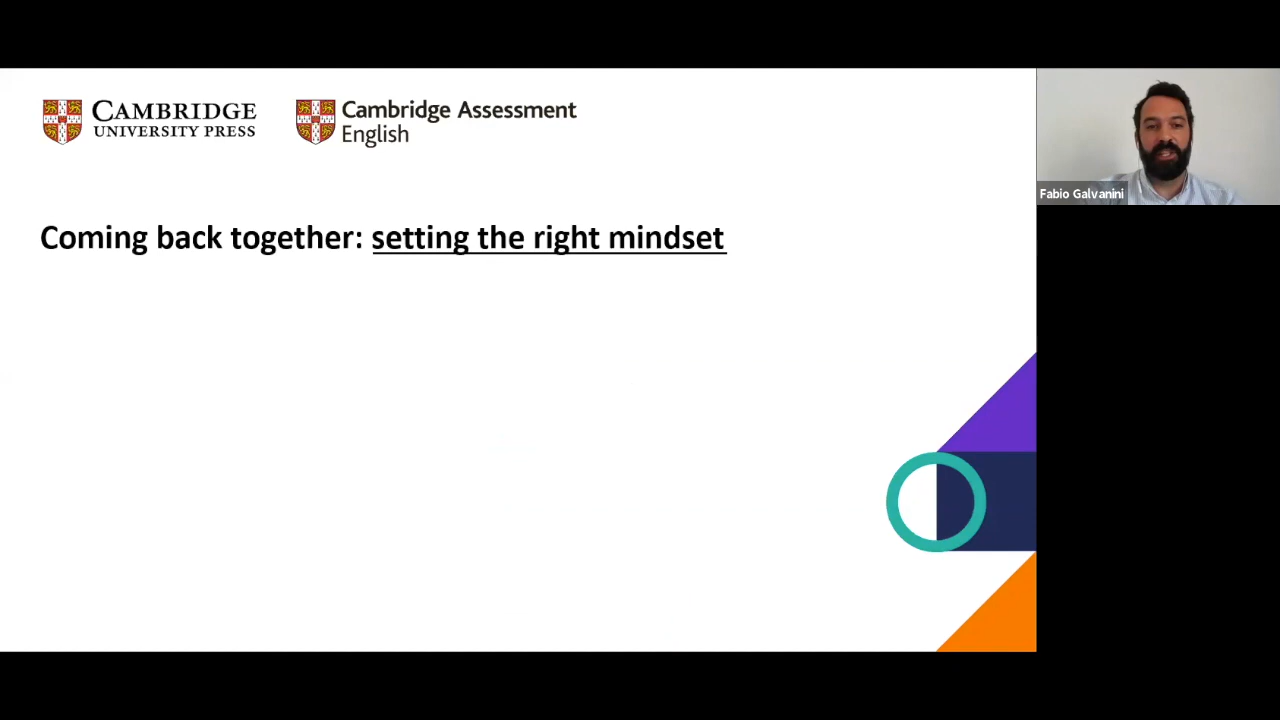 CAMBRIDGE
UNIVERSITY PRESS
Cambridge Assessment
English
Fabio Galvanini
Coming back together: setting the right mindset